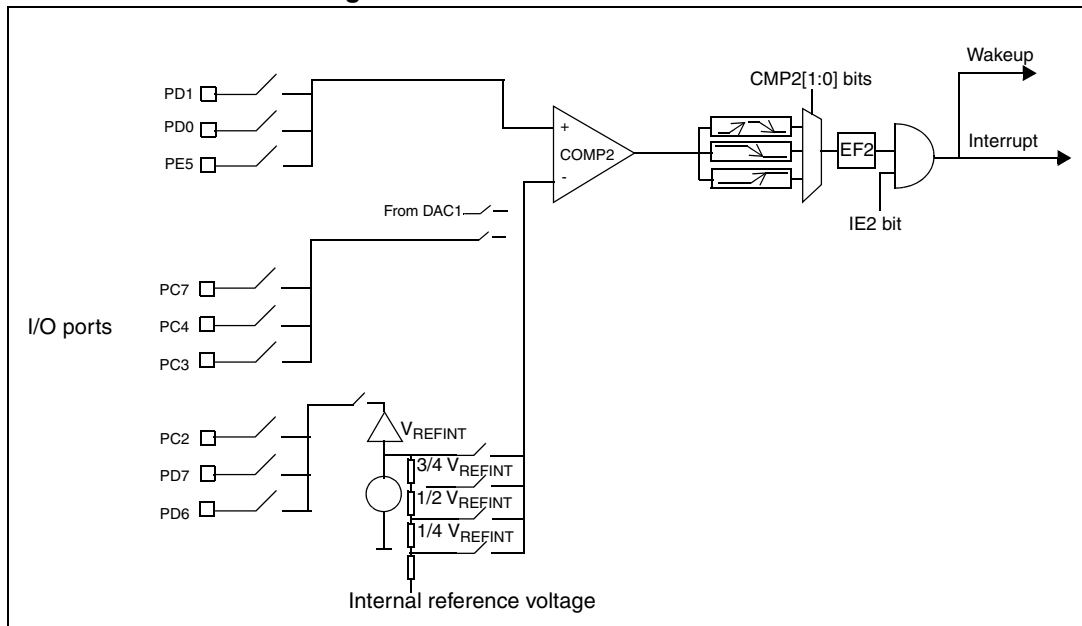 Wakeup
CMP2[1:0] bits
PD1
PD0
PE5
+
COMP2
-
EF2
Interrupt
IE2 bit
From DAC1
PC7
I/O ports
PC4
PC3
PC2
PD7
PD6
VREFINT
3/4 VREFINT
1/2 VREFINT
1/4 VREFINT
Internal reference voltage